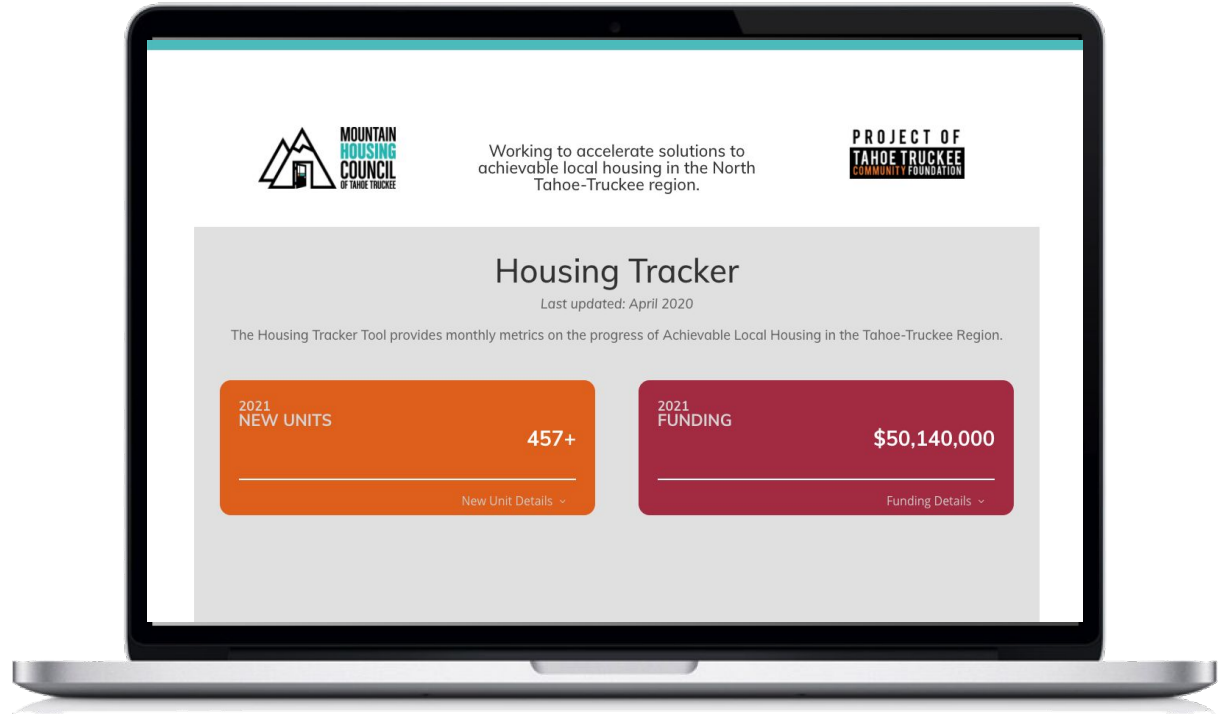 MOUNTAIN
HOUSING
COUNCIL
OF TAHOE TRUCKEE
Working to accelerate solutions to
achievable local housing in the North
Tahoe-Truckee region.
PROJECT OF
TAHOE TRUCKEE
COMMUNITY FOUNDATION
Housing Tracker
Last updated: April 2020
The Housing Tracker Tool provides monthly metrics on the progress of Achievable Local Housing in the Tahoe-Truckee Region.
2021
NEW UNITS
457+
New Unit Details
2021
FUNDING
$50,140,000
Funding Details